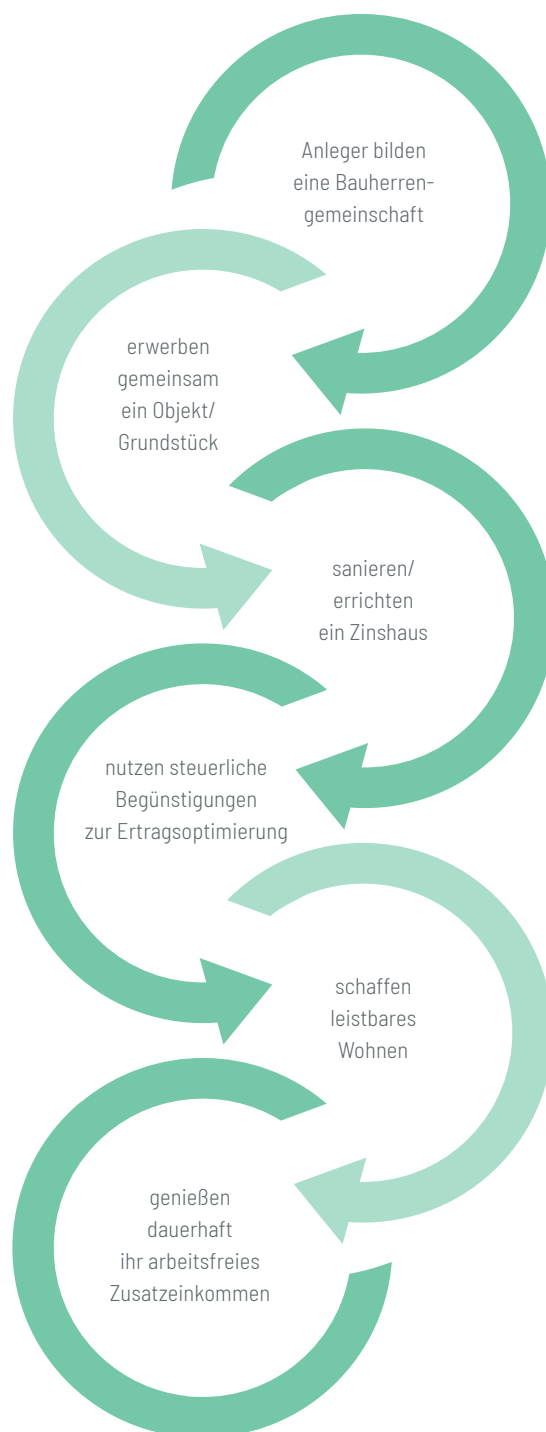 Anleger bilden
eine Bauherren-
gemeinschaft
erwerben
gemeinsam
ein Objekt/
Grundstück
sanieren/
errichten
ein Zinshaus
nutzen steuerliche
Begünstigungen
zur Ertragsoptimierung
schaffen
leistbares
Wohnen
genießen
dauerhaft
ihr arbeitsfreies
Zusatzeinkommen